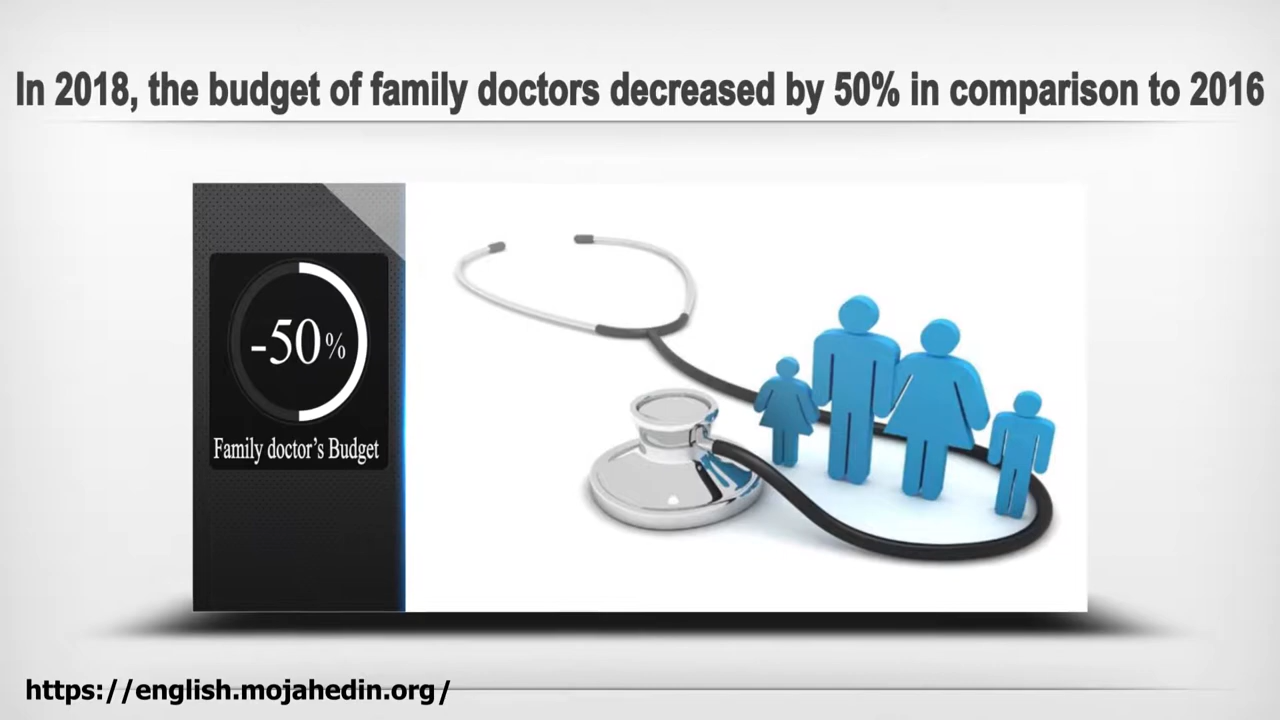 In 2018, the budget of family doctors decreased by 50% in comparison to 2016
-50%
Family doctor's Budget
https://english.mojahedin.org/